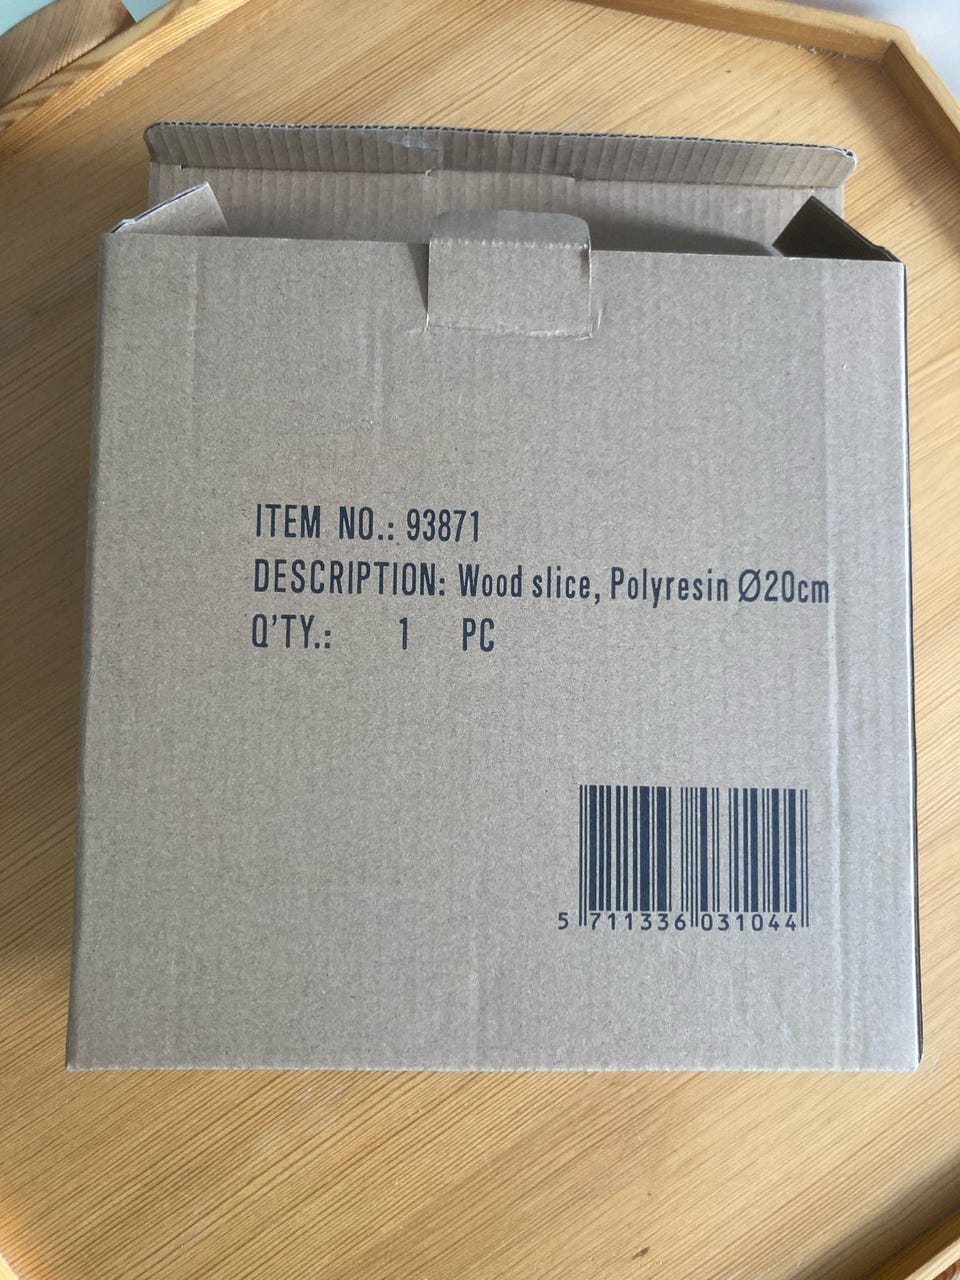 ITEM NO.: 93871
DESCRIPTION: Wood slice, Polyresin Ø20cm
Q'TY.: 1 PC
5 711336 031044